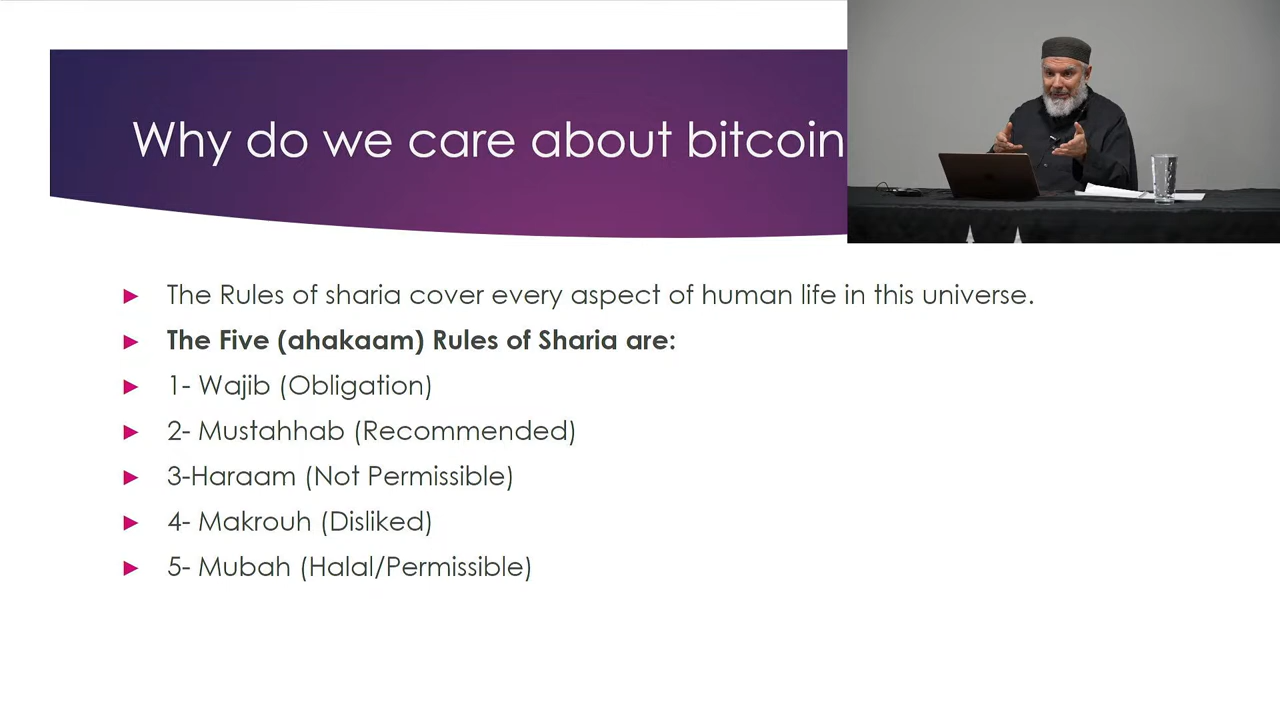 Why do we care about bitcoin
The Rules of sharia cover every aspect of human life in this universe.
The Five (ahakaam) Rules of Sharia are:
1- Wajib (Obligation)
2- Mustahhab (Recommended)
3-Haraam (Not Permissible)
4- Makrouh (Disliked)
5- Mubah (Halal/Permissible)